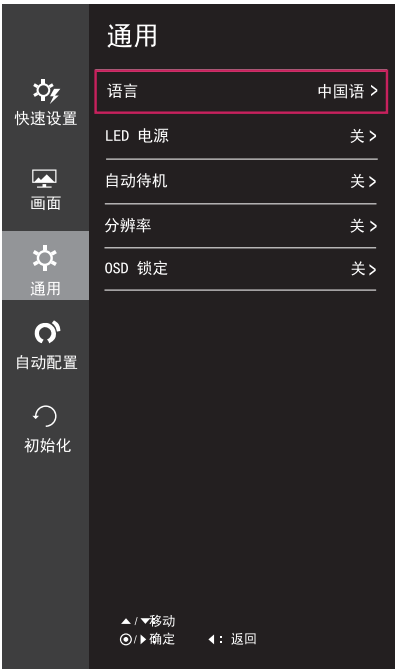 通用
语言 中国语 >
LED 电源 关 >
自动待机 关 >
分辨率 关 >
OSD 锁定 关 >
快速设置
画面
通用
自动配置
初始化
▲ / ▼移动
⦿/▶确定 ◀: 返回